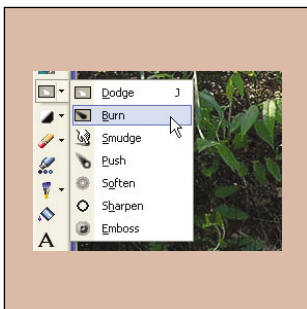 Dodge J
Burn
Smudge
Push
Soften
Sharpen
Emboss
A